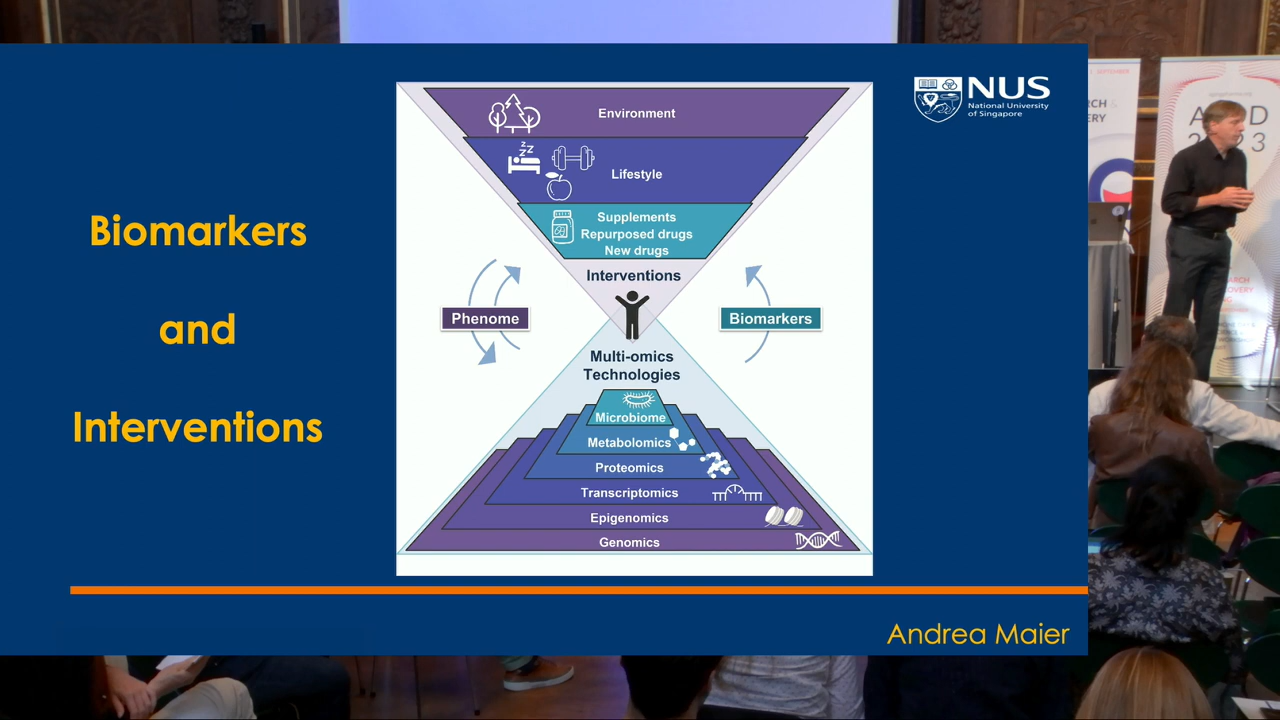 Biomarkers
and
Interventions
Environment
Lifestyle
Supplements
Repurposed drugs
New drugs
Interventions
Phenome
Biomarkers
Multi-omics
Technologies
Microbiome
Metabolomics
Proteomics
Transcriptomics
Epigenomics
Genomics
NUS
National University
of Singapore
Andrea Maier